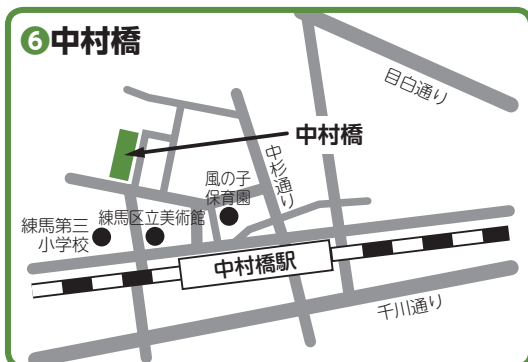 ❻中村橋
目白通り
中村橋
中杉通り
風の子
保育園
練馬区立美術館
練馬第三
小学校
中村橋駅
千川通り